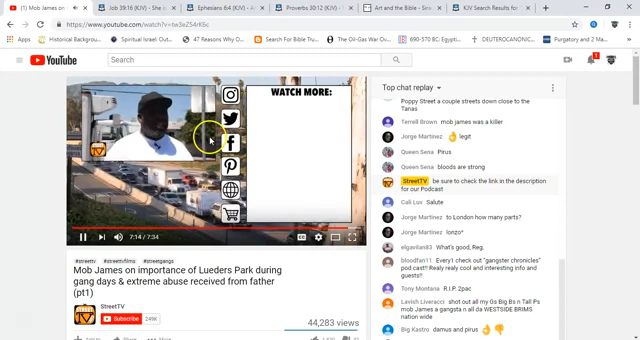 Mob James on
Job 39:16 (KJV) - She is
Ephesians 6:4 (KJV) -
Proverbs 30:12 (KJV) -
Art and the Bible -
KJV Search Results for
https://www.youtube.com/watch?v=
Apps
Historical Background
Spiritual Israel: Out
47 Reasons Why O
Search For Bible Tru
The Oil-Gas War Ov
690-570 BC: Egypti
DEUTEROCANONIC
Purgatory and 2 Ma
YouTube
Search
1
WATCH MORE:
7:14 / 7:34
#streettv #streettvfilms #streetgangs
Mob James on importance of Lueders Park during
gang days & extreme abuse received from father
(pt1)
StreetTV
Subscribe 249K
44,283 views
Top chat replay
Poppy Street a couple streets down close to the
Tanas
Terrell Brown mob james was a killer
Jorge Martinez legit
Queen Sena Pirus
Queen Sena bloods are strong
StreetTV be sure to check the link in the description
for our Podcast
Cali Luv Salute
Jorge Martinez to London how many parts?
Jorge Martinez lonzo*
elgavilan83 What's good, Reg.
bloodfan11 Every1 check out "gangster chronicles"
pod cast!! Realy realy cool and interesting info and
guests!!
Tony Montana R.I.P. 2pac
Lavish Liveracci shot out all my Gs Big Bs n Tall Ps
mob James a gangsta n all da WESTSIDE BRIMS
nation wide
Big Kastro damus and pirus